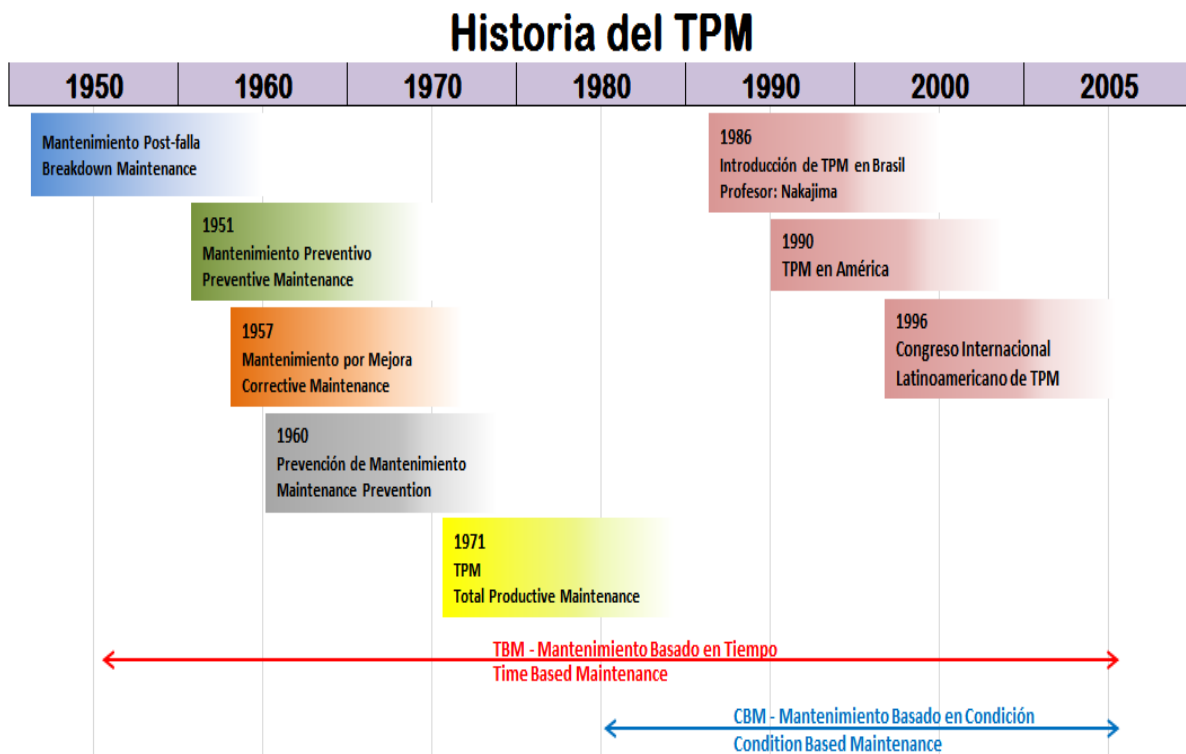 Historia del TPM
1950 1960 1970 1980 1990 2000 2005
Mantenimiento Post-falla
Breakdown Maintenance
1951
Mantenimiento Preventivo
Preventive Maintenance
1957
Mantenimiento por Mejora
Corrective Maintenance
1960
Prevención de Mantenimiento
Maintenance Prevention
1971
TPM
Total Productive Maintenance
1986
Introducción de TPM en Brasil
Profesor: Nakajima
1990
TPM en América
1996
Congreso Internacional
Latinoamericano de TPM
TBM - Mantenimiento Basado en Tiempo
Time Based Maintenance
CBM - Mantenimiento Basado en Condición
Condition Based Maintenance